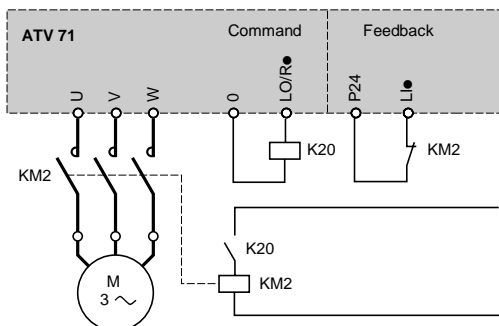 ATV 71
Command
Feedback
U
V
W
0
LO/R●
P24
LI●
KM2
K20
KM2
K20
KM2
M
3 ~